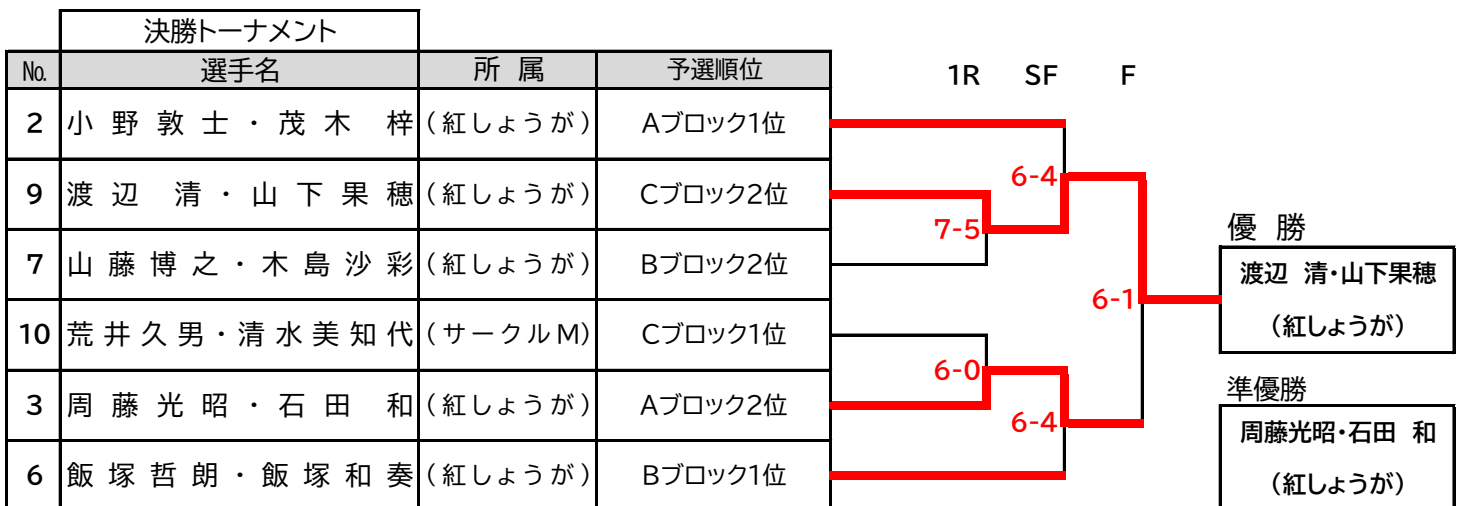 決勝トーナメント
No. 選手名 所 属 予選順位 1R SF F
2 小野敦士・茂木 梓 (紅しょうが) Aブロック1位
9 渡辺 清・山下果穂 (紅しょうが) Cブロック2位 6-4
7 山藤博之・木島沙彩 (紅しょうが) Bブロック2位 7-5
10 荒井久男・清水美知代 (サークルM) Cブロック1位 6-1
3 周藤光昭・石田 和 (紅しょうが) Aブロック2位 6-0
6 飯塚哲朗・飯塚和奏 (紅しょうが) Bブロック1位 6-4
優 勝
渡辺 清・山下果穂
(紅しょうが)
準優勝
周藤光昭・石田 和
(紅しょうが)